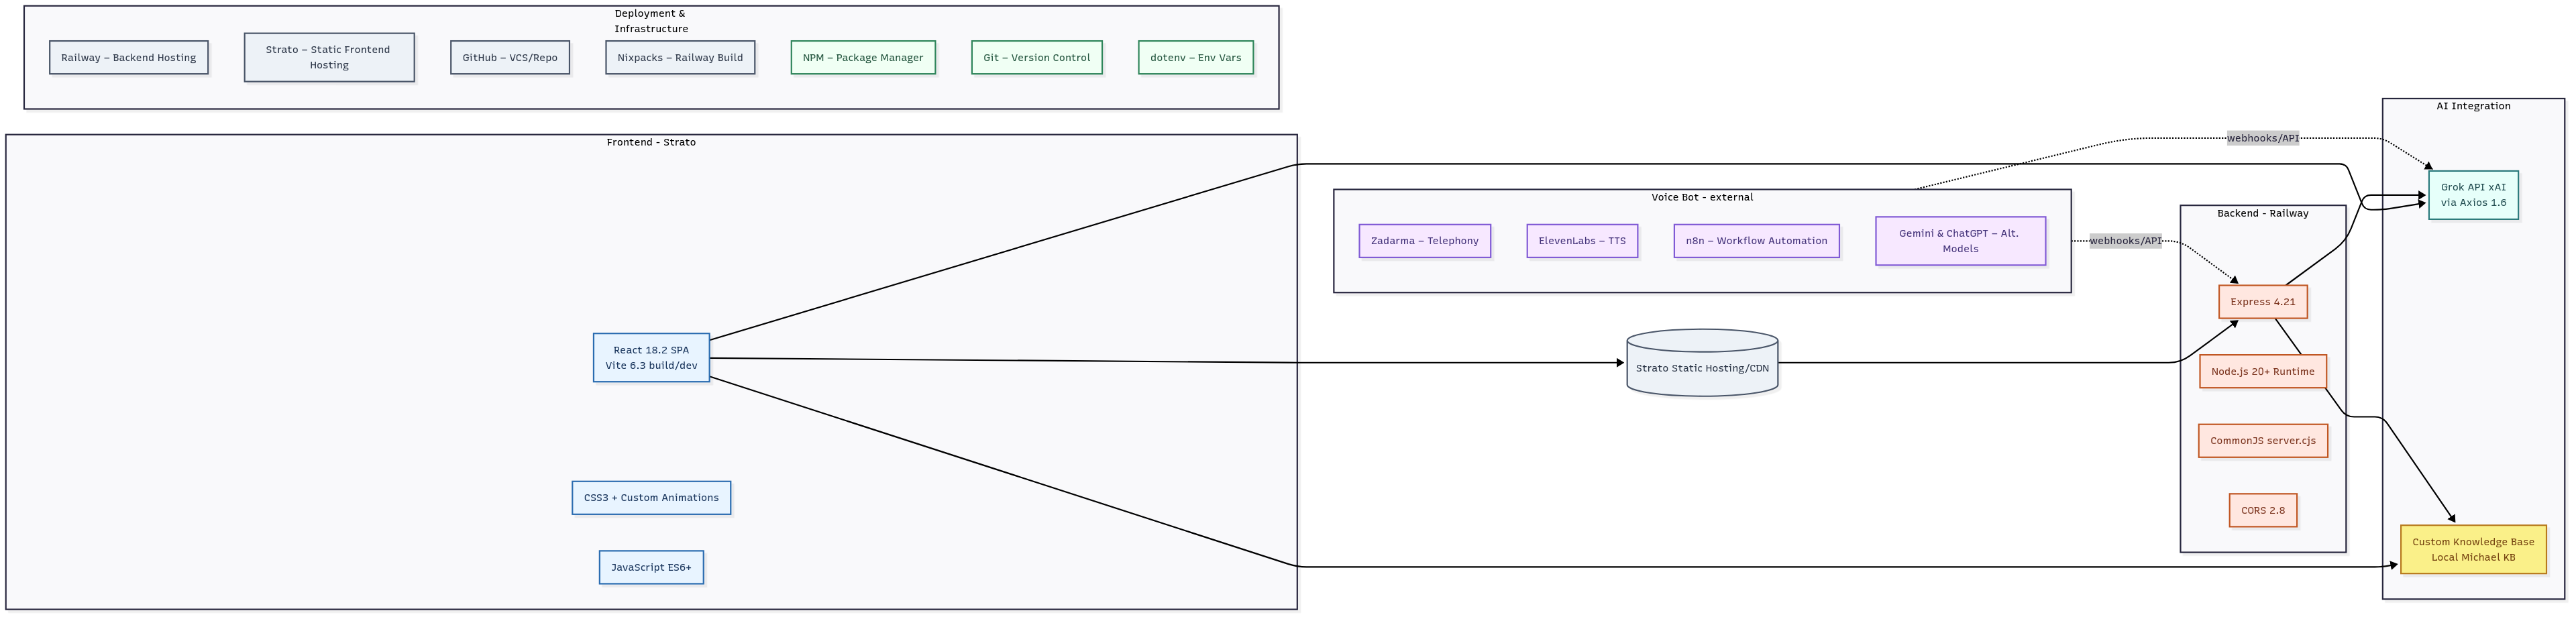 Deployment &
Infrastructure
Railway – Backend Hosting
Strato – Static Frontend
Hosting
GitHub – VCS/Repo
Nixpacks – Railway Build
NPM – Package Manager
Git – Version Control
dotenv – Env Vars
Frontend - Strato
React 18.2 SPA
Vite 6.3 build/dev
CSS3 + Custom Animations
JavaScript ES6+
Voice Bot - external
Zadarma – Telephony
ElevenLabs – TTS
n8n – Workflow Automation
Gemini & ChatGPT – Alt.
Models
webhooks/API
webhooks/API
Strato Static Hosting/CDN
Backend - Railway
Express 4.21
Node.js 20+ Runtime
CommonJS server.cjs
CORS 2.8
AI Integration
Grok API xAI
via Axios 1.6
Custom Knowledge Base
Local Michael KB